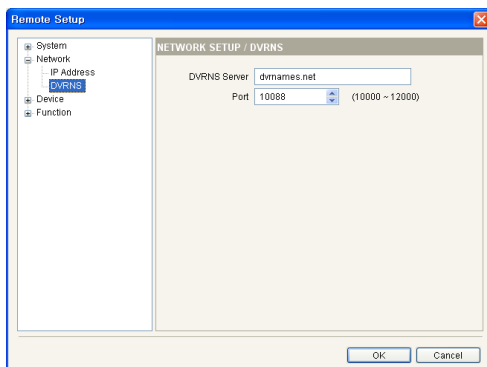 Remote Setup
System
Network
IP Address
DVRNS
Device
Function
NETWORK SETUP / DVRNS
DVRNS Server dvrnames.net
Port 10088 (10000 ~ 12000)
OK Cancel